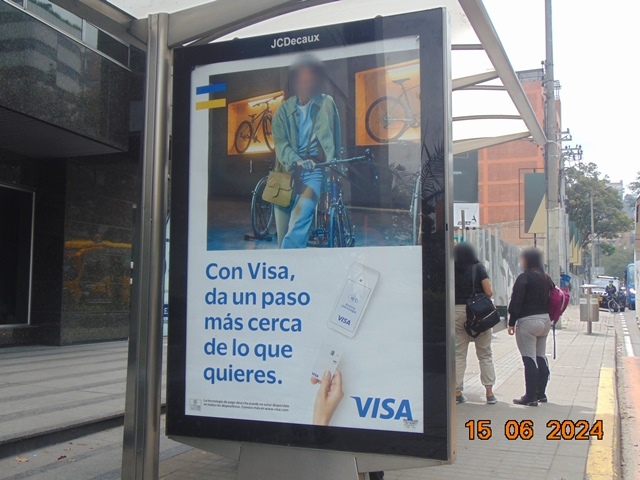 JCDecaux
Con Visa,
da un paso
más cerca
de lo que
quieres.
VISA
VISA
15 06 2024